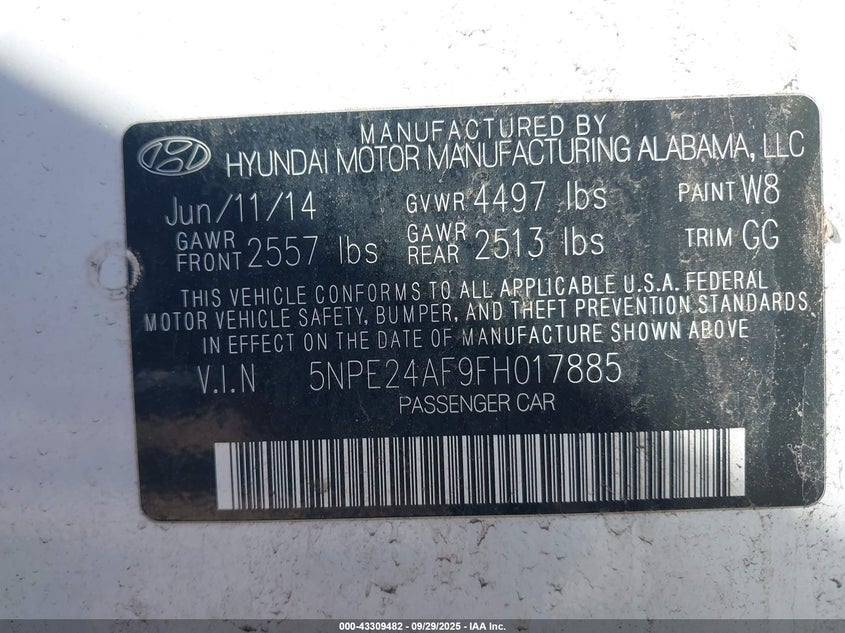 MANUFACTURED BY
HYUNDAI MOTOR MANUFACTURING ALABAMA, LLC
Jun/11/14 GVWR 4497 lbs PAINT W8
GAWR FRONT 2557 lbs GAWR REAR 2513 lbs TRIM GG
THIS VEHICLE CONFORMS TO ALL APPLICABLE U.S.A. FEDERAL
MOTOR VEHICLE SAFETY, BUMPER, AND THEFT PREVENTION STANDARDS
IN EFFECT ON THE DATE OF MANUFACTURE SHOWN ABOVE
V.I.N 5NPE24AF9FH017885
PASSENGER CAR
000-43309482 - 09/29/2025 - IAA Inc.